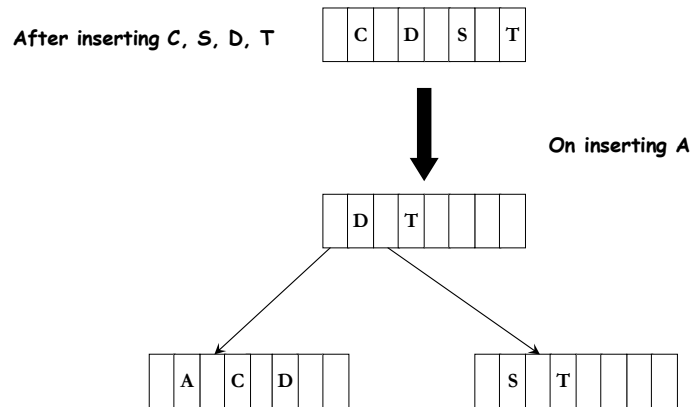 After inserting C, S, D, T
C D S T
On inserting A
D T
A C D
S T